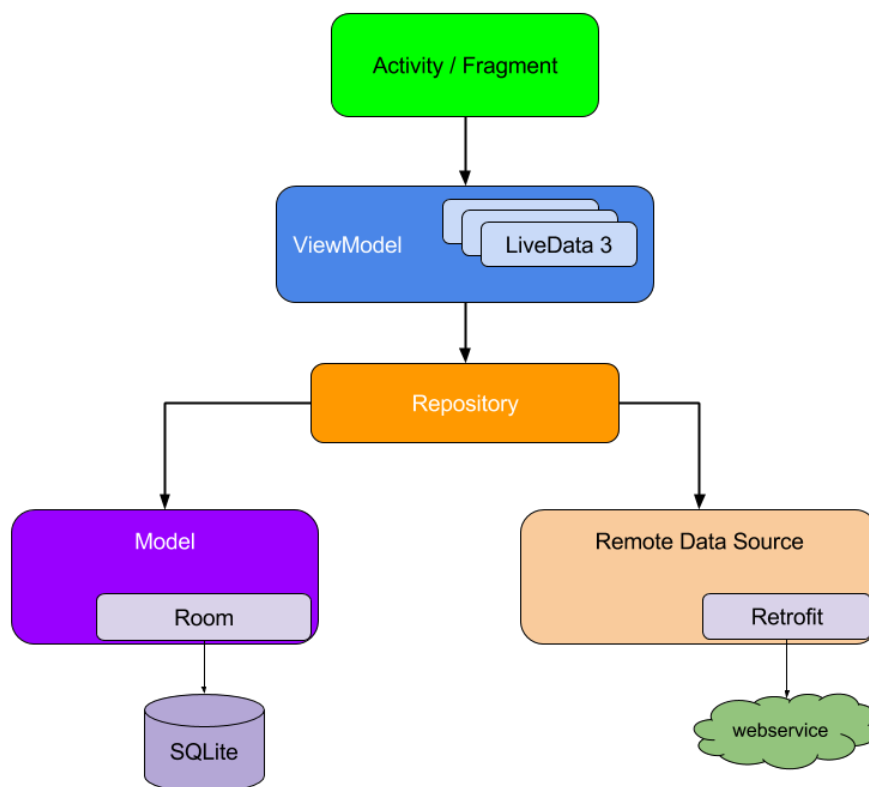 Activity / Fragment
ViewModel
LiveData 3
Repository
Model
Remote Data Source
Room
Retrofit
SQLite
webservice